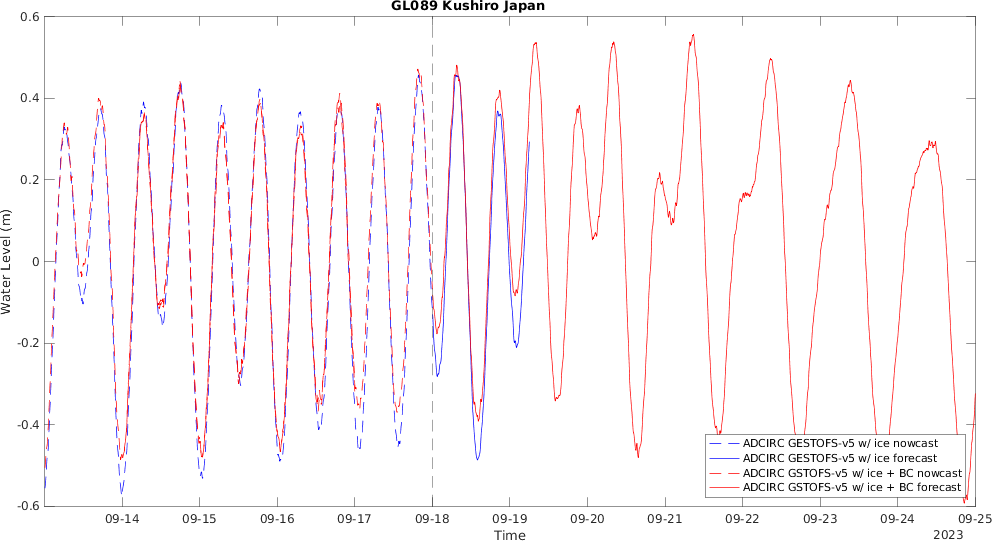 GL089 Kushiro Japan
Water Level (m)
0.6
0.4
0.2
0
-0.2
-0.4
-0.6
09-14 09-15 09-16 09-17 09-18 09-19 09-20 09-21 09-22 09-23 09-24 09-25
Time
2023
ADCIRC GESTOFS-v5 w/ ice nowcast
ADCIRC GESTOFS-v5 w/ ice forecast
ADCIRC GSTOFS-v5 w/ ice + BC nowcast
ADCIRC GSTOFS-v5 w/ ice + BC forecast